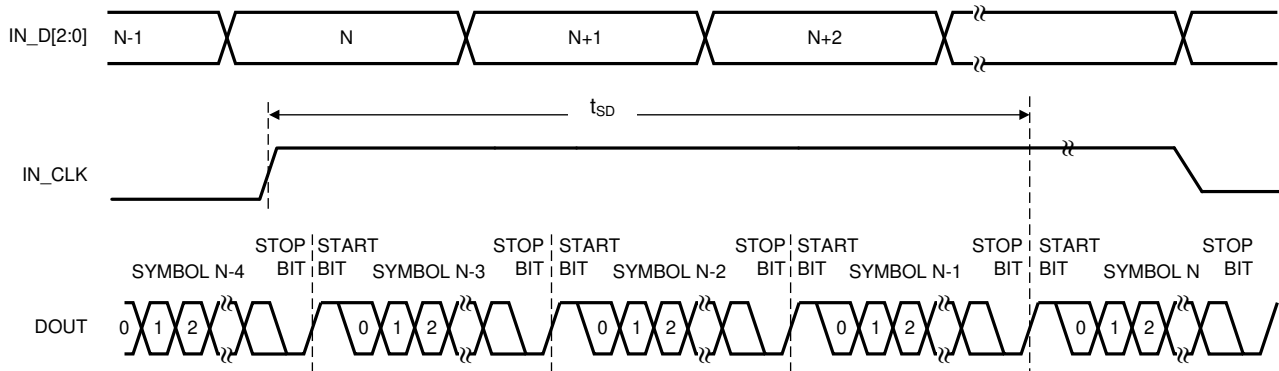 IN_D[2:0] N-1 N N+1 N+2
tSD
IN_CLK
STOP BIT START BIT STOP BIT START BIT STOP BIT START BIT STOP BIT START BIT STOP BIT
SYMBOL N-4 SYMBOL N-3 SYMBOL N-2 SYMBOL N-1 SYMBOL N
DOUT 0 1 2 0 1 2 0 1 2 0 1 2 0 1 2